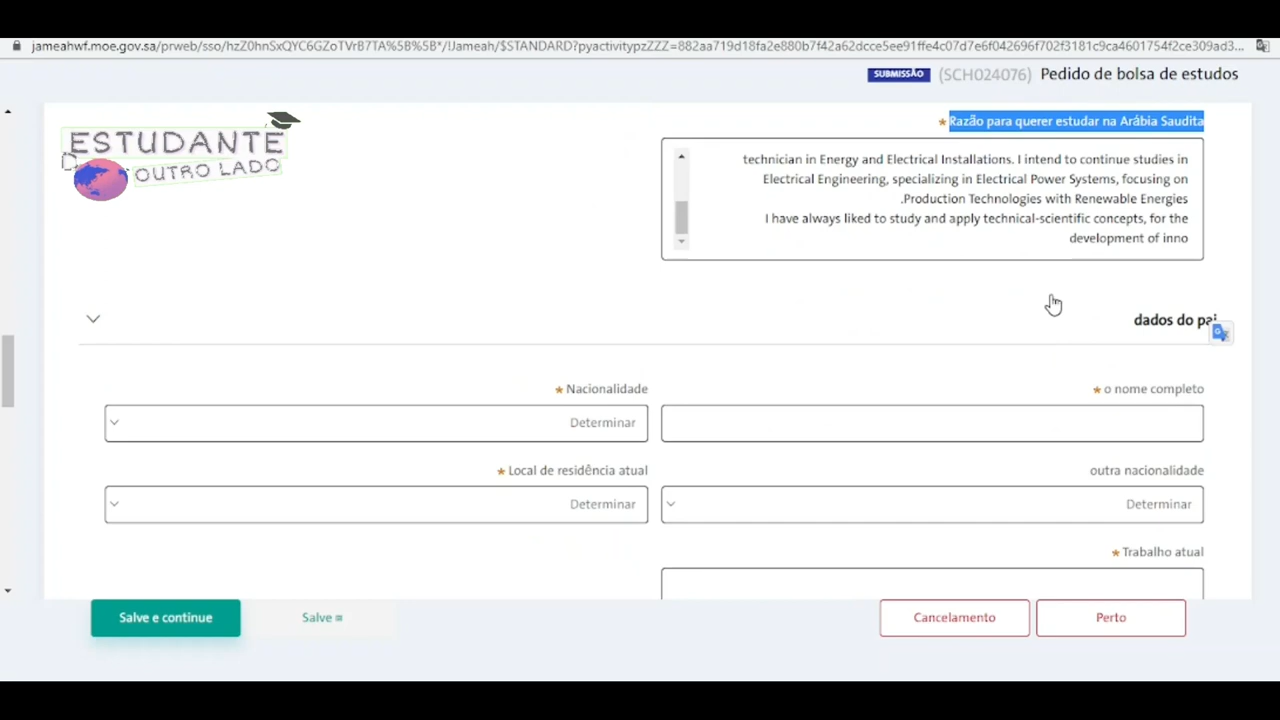 jameahwf.moe.gov.sa/prweb/sso/hzZ0hnSxQYC6GZoTVrB7TA%5B%5B*/!Jameah/$STANDARD?pyactivitypzZZZ=882aa719d18fa2e880b7f42a62dcce5ee91ffe4c07d7e6f042696f702f3181c9ca4601754f2ce309ad3...
SUBMISSÃO (SCH024076) Pedido de bolsa de estudos
ESTUDANTE
DO OUTRO LADO
* Razão para querer estudar na Arábia Saudita
technician in Energy and Electrical Installations. I intend to continue studies in
Electrical Engineering, specializing in Electrical Power Systems, focusing on
.Production Technologies with Renewable Energies
I have always liked to study and apply technical-scientific concepts, for the
development of inno
dados do pai
* Nacionalidade
* o nome completo
Determinar
* Local de residência atual
outra nacionalidade
Determinar
Determinar
* Trabalho atual
Salve e continue
Salve ≡
Cancelamento
Perto